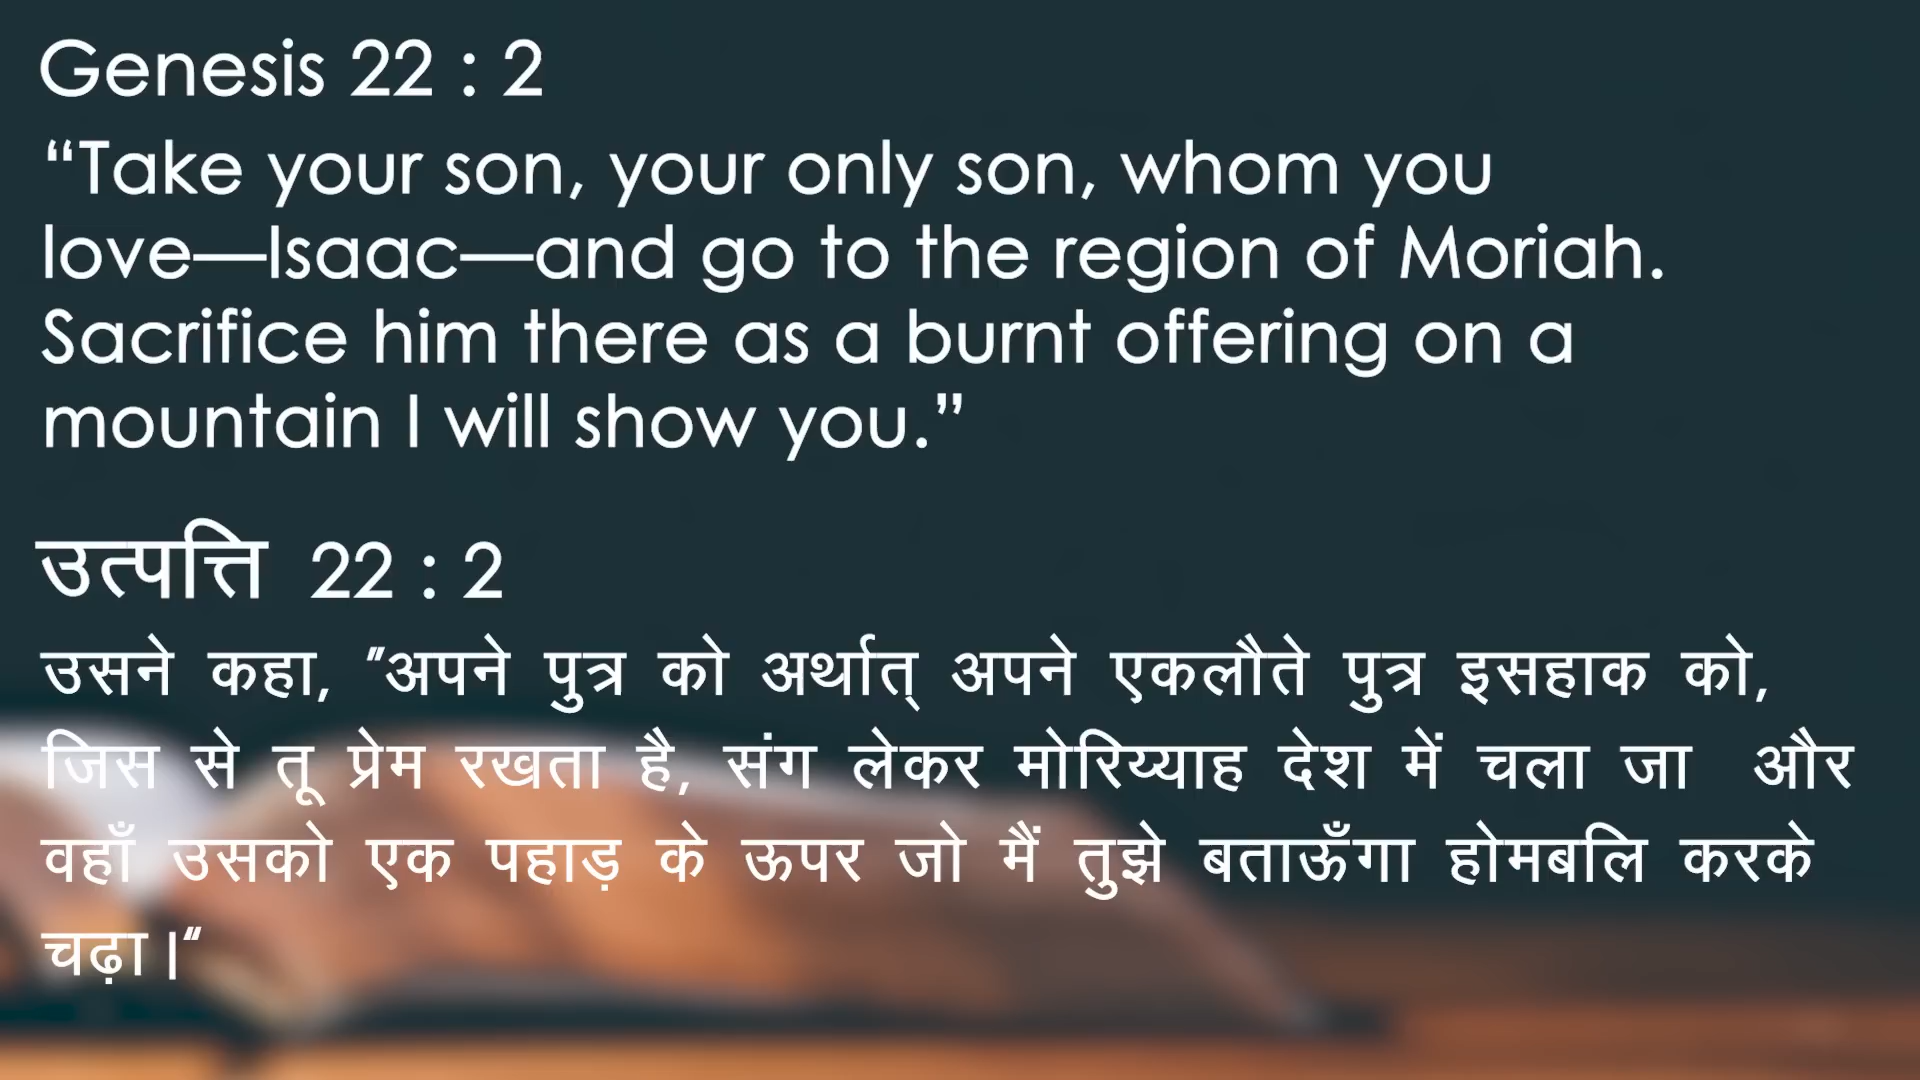 Genesis 22 : 2
“Take your son, your only son, whom you
love—Isaac—and go to the region of Moriah.
Sacrifice him there as a burnt offering on a
mountain I will show you.”
उत्पत्ति 22 : 2
उसने कहा, "अपने पुत्र को अर्थात् अपने एकलौते पुत्र इसहाक को,
जिस से तू प्रेम रखता है, संग लेकर मोरिय्याह देश में चला जा और
वहाँ उसको एक पहाड़ के ऊपर जो मैं तुझे बताऊँगा होमबलि करके
चढ़ा।“